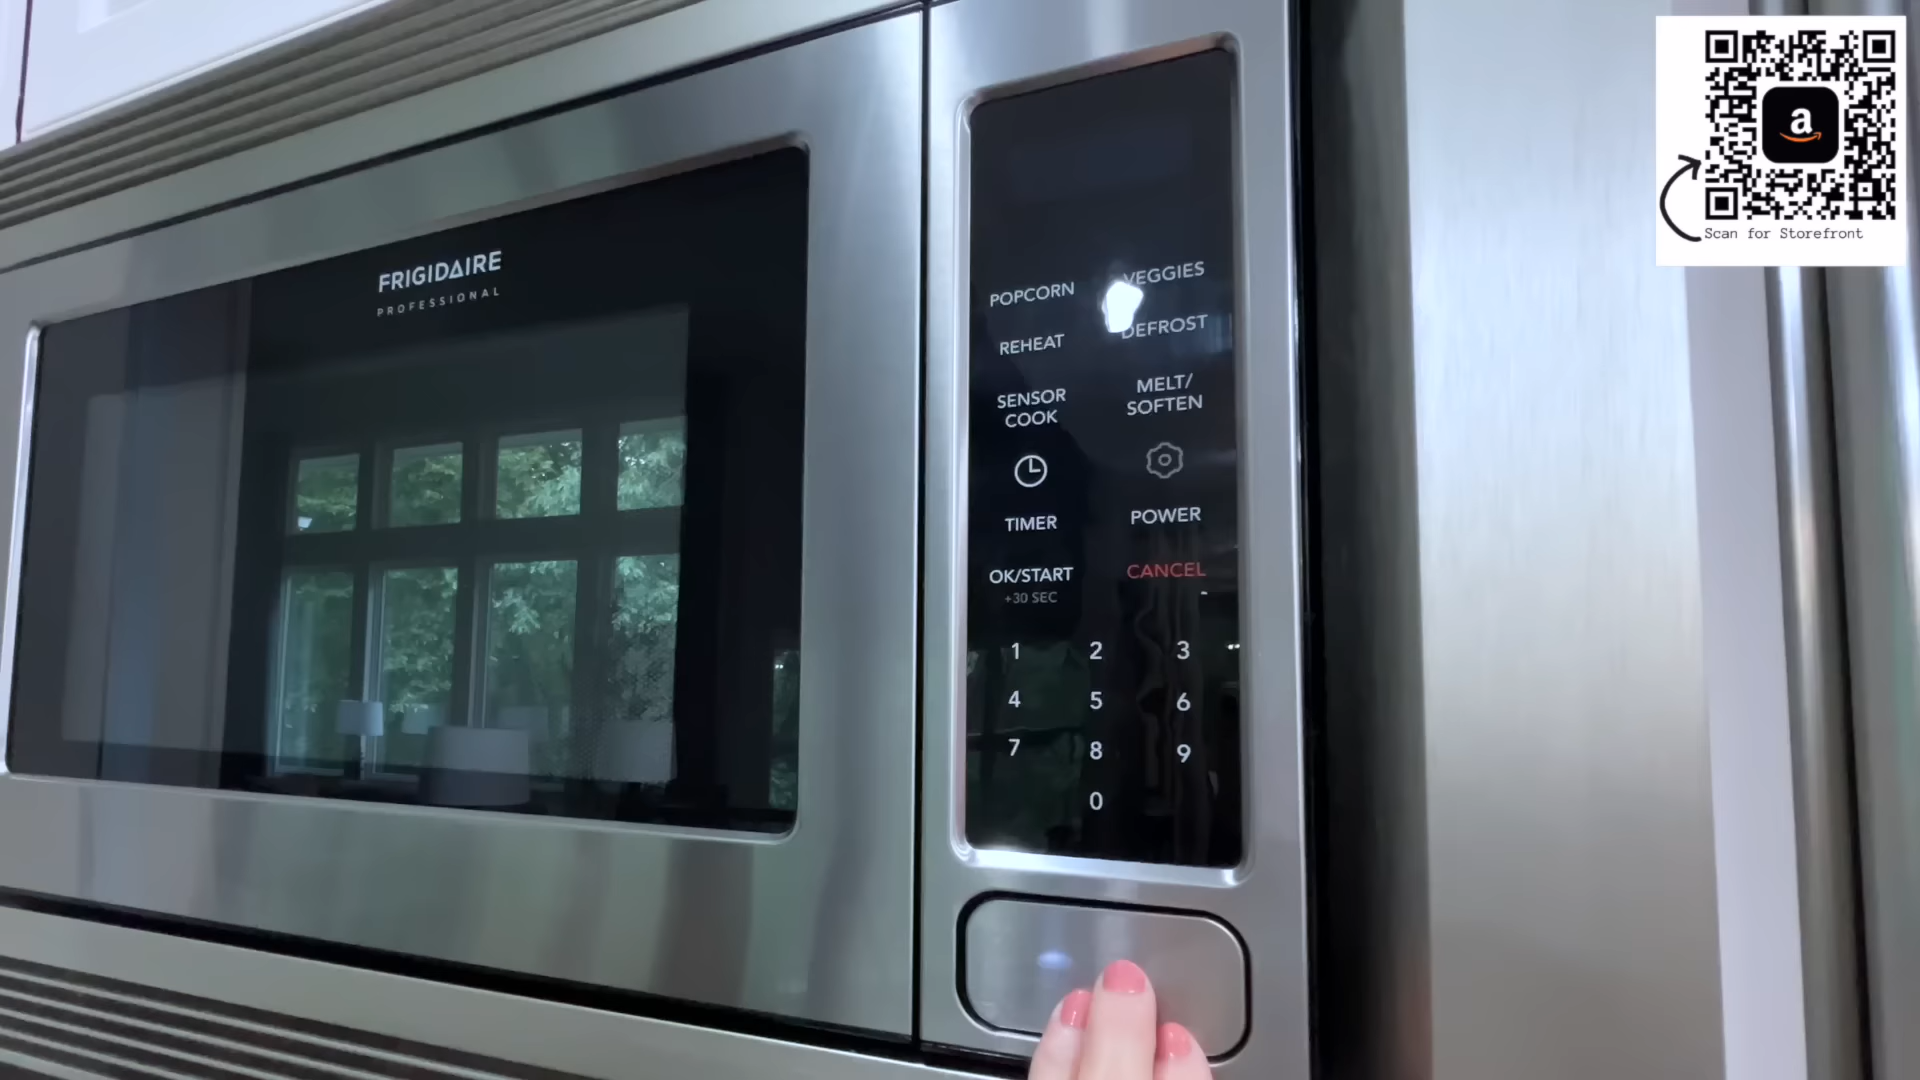 FRIGIDAIRE
PROFESSIONAL
POPCORN
VEGGIES
REHEAT
DEFROST
SENSOR
COOK
MELT/
SOFTEN
TIMER
POWER
OK/START
+30 SEC
CANCEL
1 2 3
4 5 6
7 8 9
0
a
Scan for Storefront